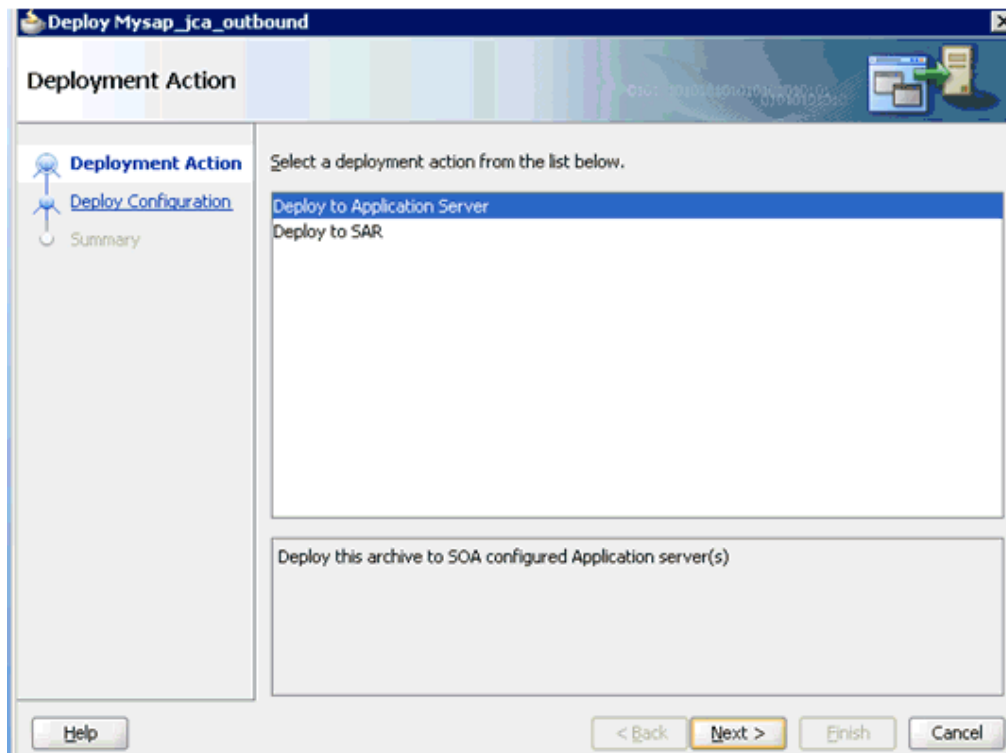 Deploy Mysap_jca_outbound
Deployment Action
Deployment Action
Deploy Configuration
Summary
Select a deployment action from the list below.
Deploy to Application Server
Deploy to SAR
Deploy this archive to SOA configured Application server(s)
Help
< Back
Next >
Finish
Cancel